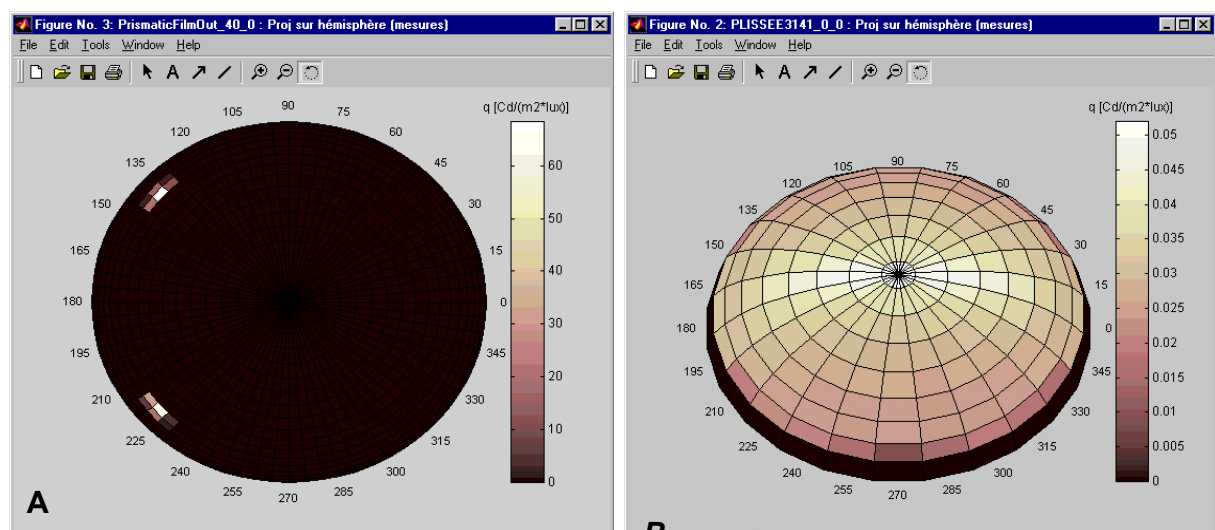 Figure No. 3: PrismaticFilmOut_40_0 : Proj sur hémisphère (mesures)
File Edit Tools Window Help
A
q [Cd/(m2*lux)]
90
105 75
120 60
135 45
150 30
165 15
180 0
195 345
210 330
225 315
240 300
255 270 285
60
50
40
30
20
10
0
A
Figure No. 2: PLISSEE3141_0_0 : Proj sur hémisphère (mesures)
File Edit Tools Window Help
A
q [Cd/(m2*lux)]
105 90 75
120 60
135 45
150 30
165 15
180 0
195 345
210 330
225 315
240 300
255 270 285
0.05
0.045
0.04
0.035
0.03
0.025
0.02
0.015
0.01
0.005
0
B